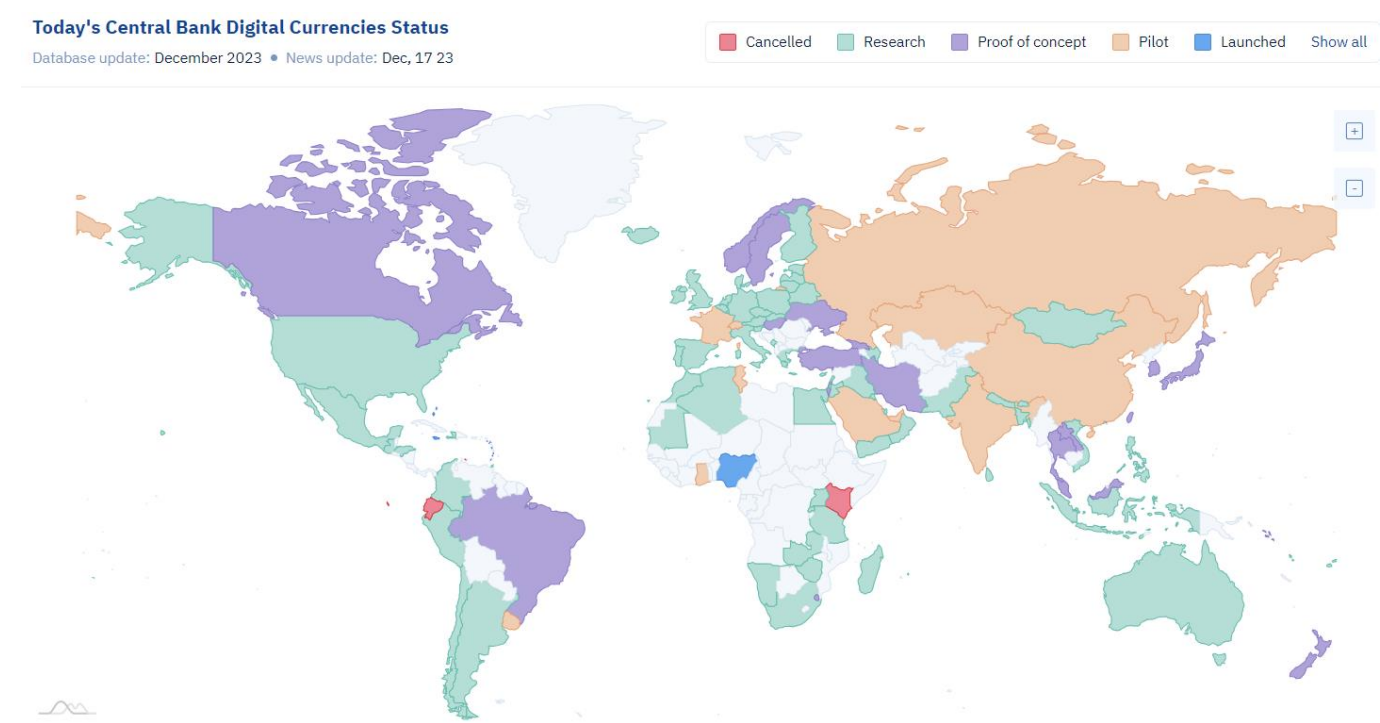 Today's Central Bank Digital Currencies Status
Database update: December 2023 • News update: Dec, 17 23
Cancelled Research Proof of concept Pilot Launched Show all
+
-